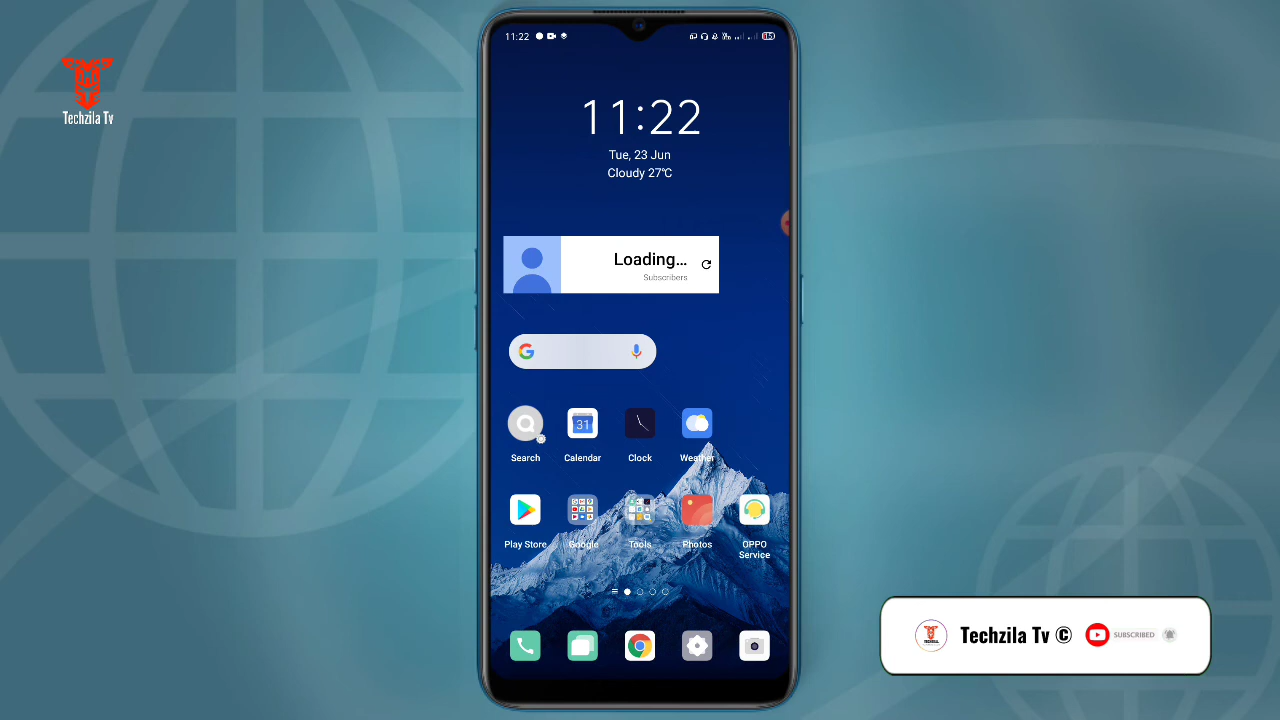 Techzila Tv
11:22
11:22
Tue, 23 Jun
Cloudy 27℃
Loading...
Subscribers
Search
Calendar
31
Clock
Weather
Play Store
Google
Tools
Photos
OPPO
Service
Techzila Tv ©
SUBSCRIBED